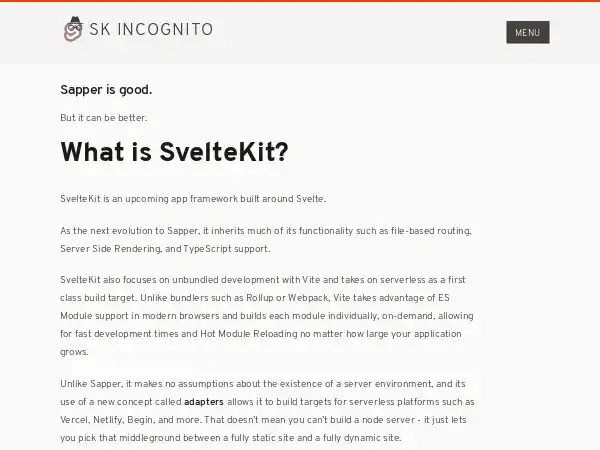 SK INCOGNITO
MENU
Sapper is good.
But it can be better.
What is SvelteKit?
SvelteKit is an upcoming app framework built around Svelte.
As the next evolution to Sapper, it inherits much of its functionality such as file-based routing,
Server Side Rendering, and TypeScript support.
SvelteKit also focuses on unbundled development with Vite and takes on serverless as a first
class build target. Unlike bundlers such as Rollup or Webpack, Vite takes advantage of ES
Module support in modern browsers and builds each module individually, on-demand, allowing
for fast development times and Hot Module Reloading no matter how large your application
grows.
Unlike Sapper, it makes no assumptions about the existence of a server environment, and its
use of a new concept called adapters allows it to build targets for serverless platforms such as
Vercel, Netlify, Begin, and more. That doesn't mean you can't build a node server - it just lets
you pick that middleground between a fully static site and a fully dynamic site.